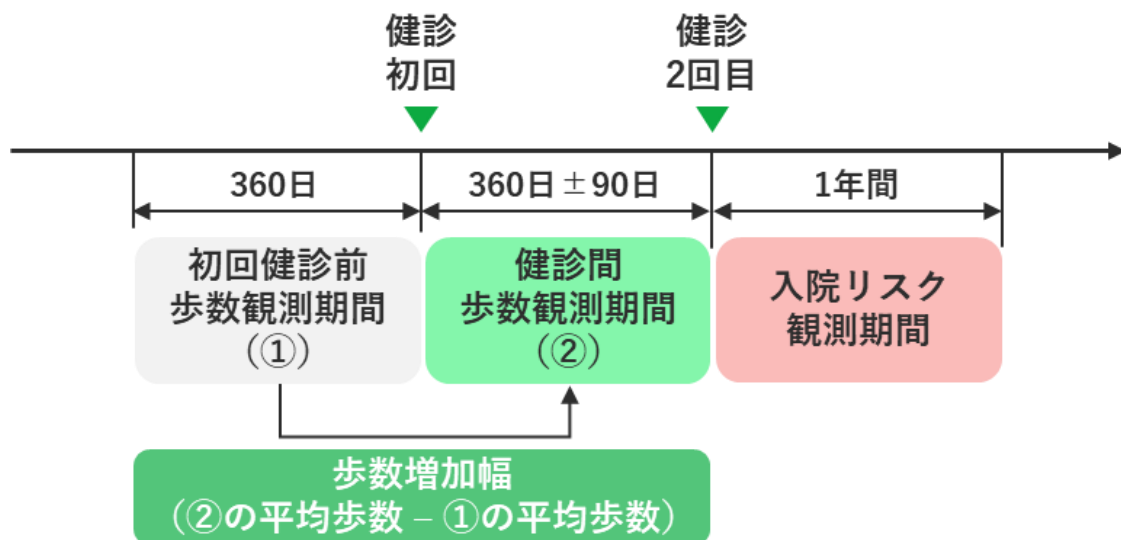 健診
初回
健診
2回目
360日
360日±90日
1年間
初回健診前
歩数観測期間
（①）
健診間
歩数観測期間
（②）
入院リスク
観測期間
歩数増加幅
（②の平均歩数 – ①の平均歩数）